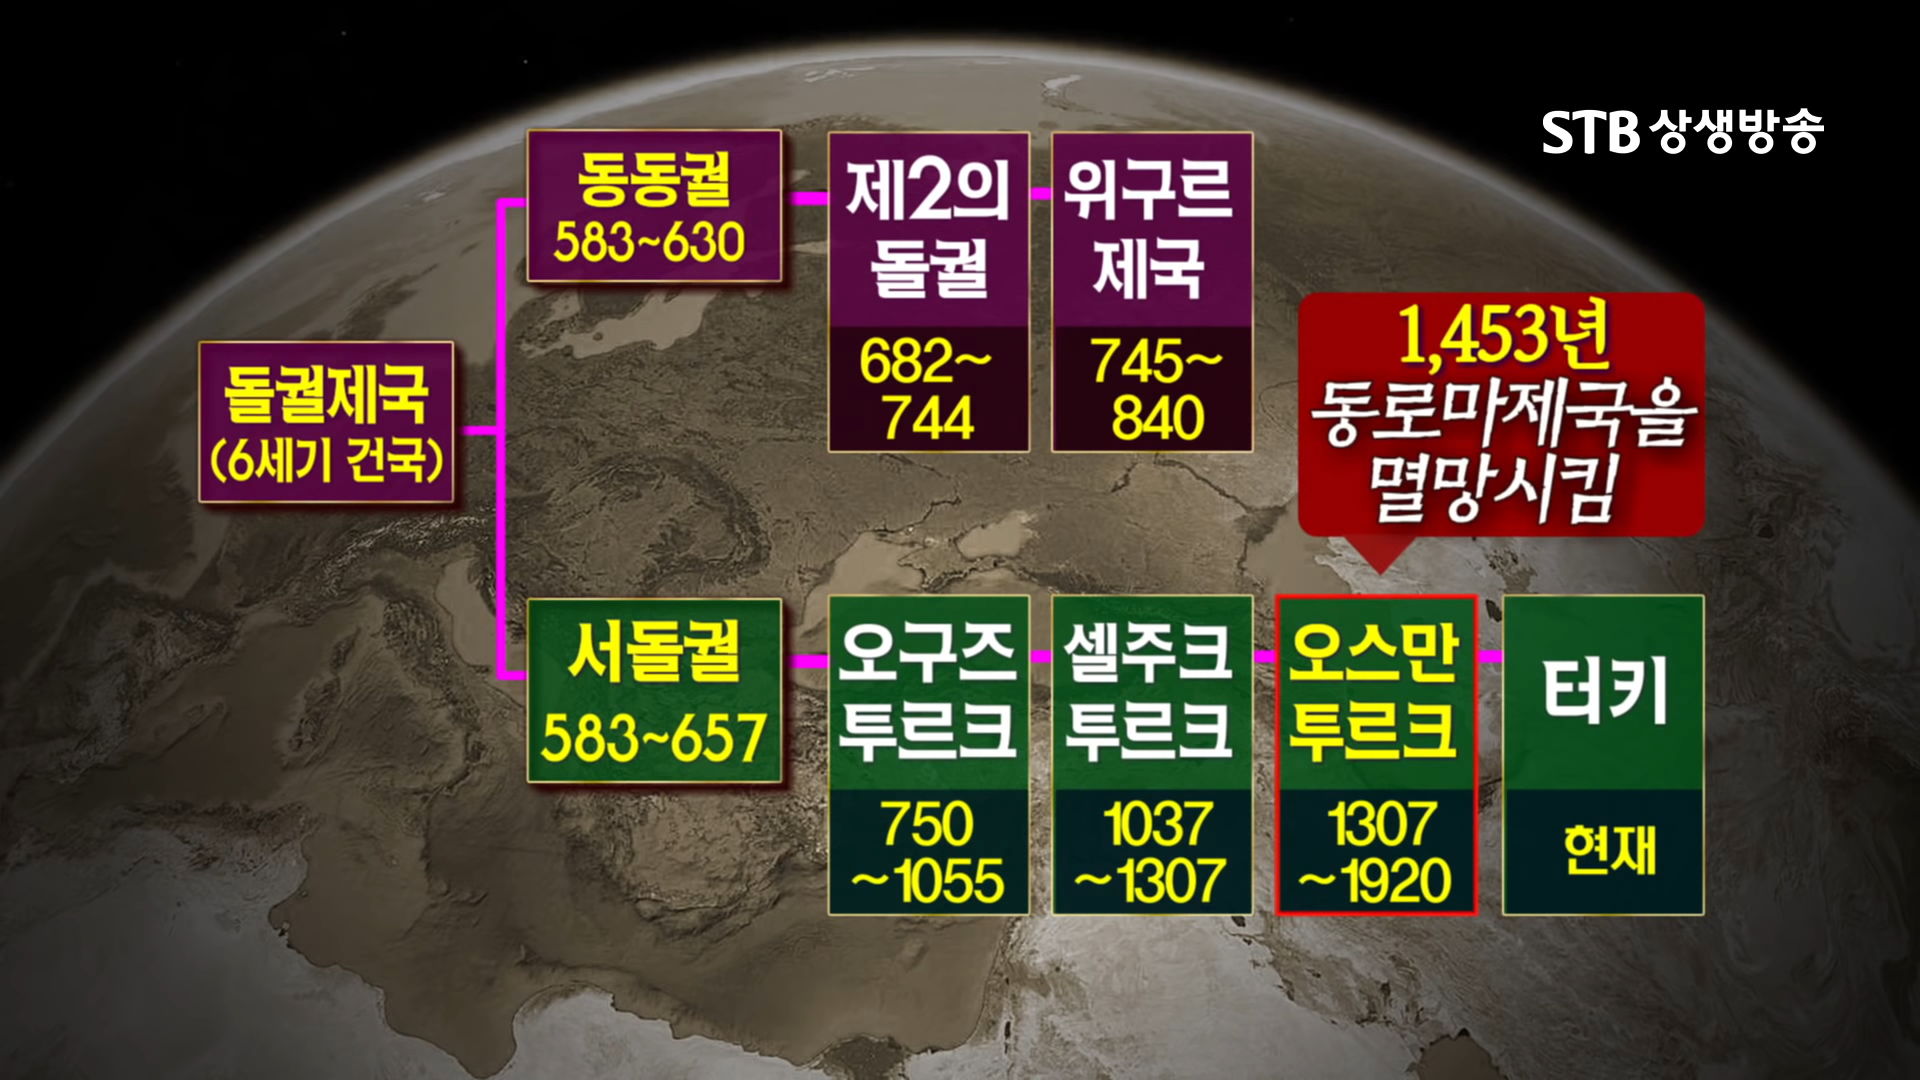 STB 상생방송
돌궐제국
(6세기 건국)
동동궐
583~630
제2의
돌궐
682~
744
위구르
제국
745~
840
1,453년
동로마제국을
멸망시킴
서돌궐
583~657
오구즈
투르크
750
~1055
셀주크
투르크
1037
~1307
오스만
투르크
1307
~1920
터키
현재